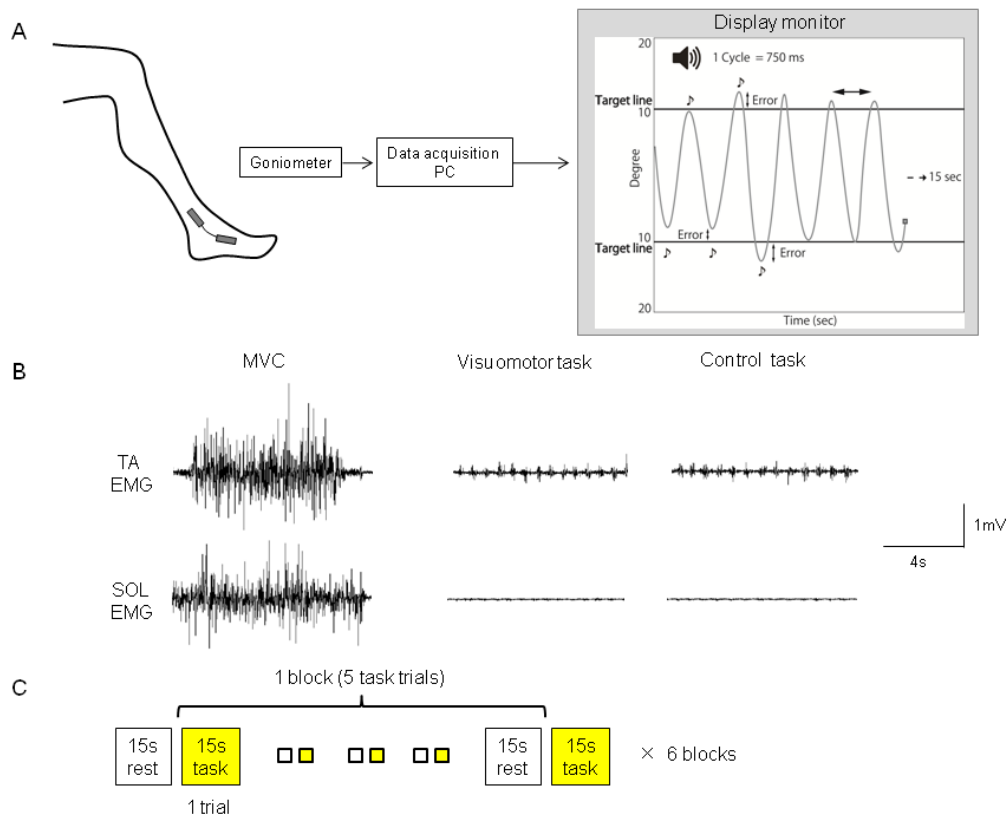 A
Display monitor
20
1 Cycle = 750 ms
Target line
10
Error
Degree
Goniometer
Data acquisition
PC
15 sec
Error
10
Target line
Error
20
Time (sec)
B
MVC
Visuomotor task
Control task
TA
EMG
1mV
4s
SOL
EMG
1 block (5 task trials)
C
15s
rest
15s
task
15s
rest
15s
task
× 6 blocks
1 trial